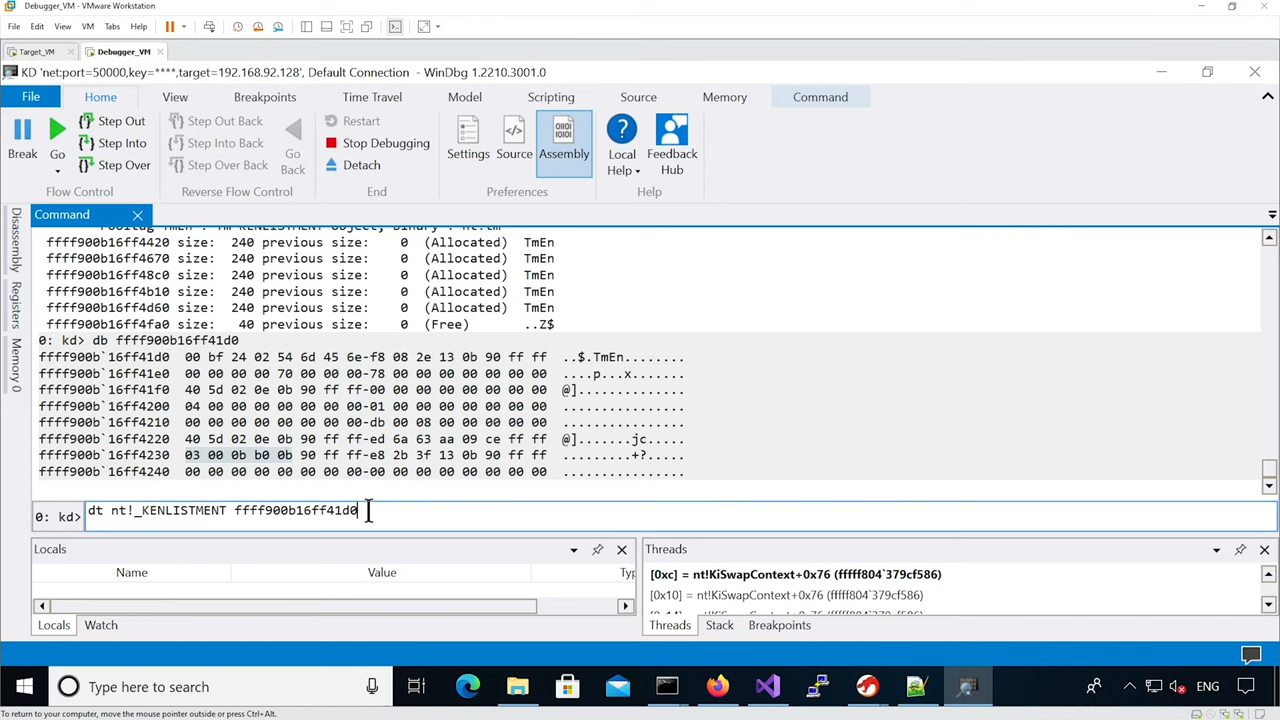 Debugger_VM - VMware Workstation
File Edit View VM Tabs Help
Target_VM Debugger_VM
KD 'net:port=50000,key=****,target=192.168.92.128', Default Connection - WinDbg 1.2210.3001.0
File Home View Breakpoints Time Travel Model Scripting Source Memory Command
Break Go Step Out Step Into Step Over
Step Out Back Step Into Back Step Over Back Go Back
Restart Stop Debugging Detach
Settings Source Assembly
Local Help Feedback Hub
Flow Control Reverse Flow Control End Preferences Help
Command
Disassembly Registers Memory 0
ffff900b16ff4420 size: 240 previous size: 0 (Allocated) TmEn
ffff900b16ff4670 size: 240 previous size: 0 (Allocated) TmEn
ffff900b16ff48c0 size: 240 previous size: 0 (Allocated) TmEn
ffff900b16ff4b10 size: 240 previous size: 0 (Allocated) TmEn
ffff900b16ff4d60 size: 240 previous size: 0 (Allocated) TmEn
ffff900b16ff4fa0 size: 40 previous size: 0 (Free) ..Z$
0: kd> db ffff900b16ff41d0
ffff900b`16ff41d0 00 bf 24 02 54 6d 45 6e-f8 08 2e 13 0b 90 ff ff ..$.TmEn........
ffff900b`16ff41e0 00 00 00 00 70 00 00 00-78 00 00 00 00 00 00 00 ....p...x.......
ffff900b`16ff41f0 40 5d 02 0e 0b 90 ff ff-00 00 00 00 00 00 00 00 @]..............
ffff900b`16ff4200 04 00 00 00 00 00 00 00-01 00 00 00 00 00 00 00 ................
ffff900b`16ff4210 00 00 00 00 00 00 00 00-db 00 08 00 00 00 00 00 ................
ffff900b`16ff4220 40 5d 02 0e 0b 90 ff ff-ed 6a 63 aa 09 ce ff ff @].......jc.....
ffff900b`16ff4230 03 00 0b b0 0b 90 ff ff-e8 2b 3f 13 0b 90 ff ff .........+?.....
ffff900b`16ff4240 00 00 00 00 00 00 00 00-00 00 00 00 00 00 00 00 ................
0: kd> dt nt!_KENLISTMENT ffff900b16ff41d0
Locals
Name Value Typ
Locals Watch
Threads
[0xc] = nt!KiSwapContext+0x76 (fffff804`379cf586)
[0x10] = nt!KiSwapContext+0x76 (fffff804`379cf586)
Threads Stack Breakpoints
Type here to search
ENG
To return to your computer, move the mouse pointer outside or press Ctrl+Alt.